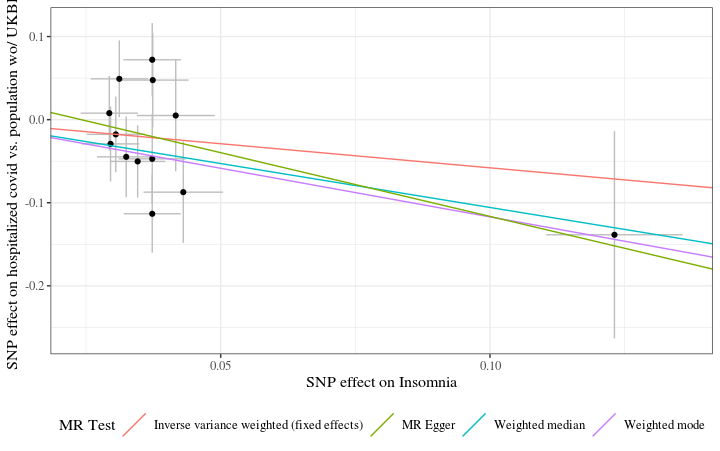 SNP effect on hospitalized covid vs. population wo/ UKBI
0.1
0.0
-0.1
-0.2
0.05 0.10
SNP effect on Insomnia
MR Test Inverse variance weighted (fixed effects) MR Egger Weighted median Weighted mode